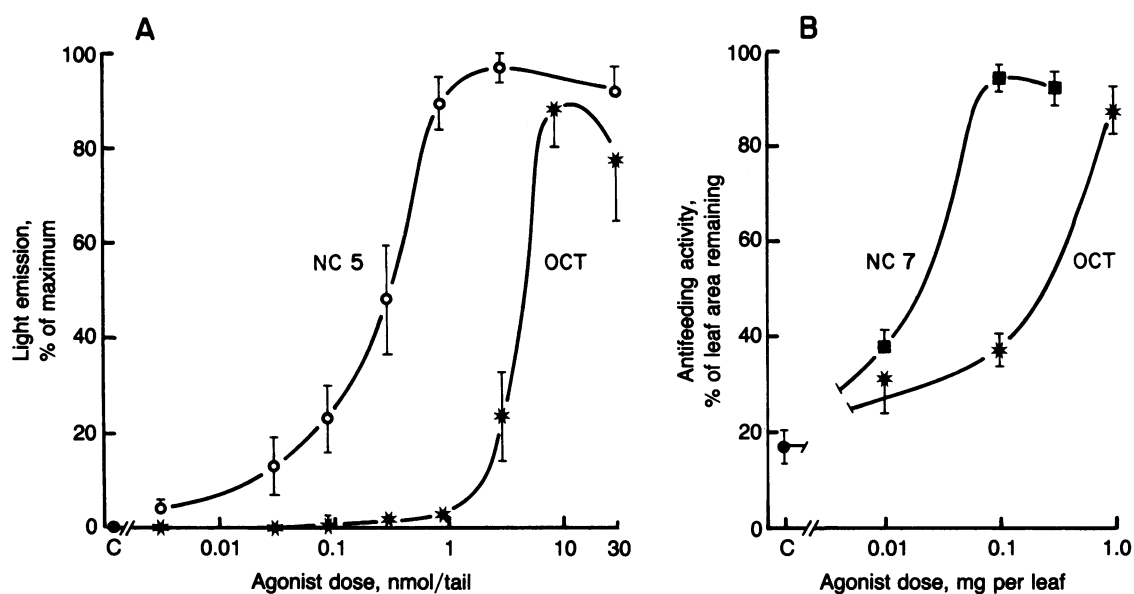 A
Light emission,
% of maximum
100
80
60
40
20
0
NC 5
OCT
C
0.01
0.1
1
10
30
Agonist dose, nmol/tail
B
Antifeeding activity,
% of leaf area remaining
100
80
60
40
20
0
NC 7
OCT
C
0.01
0.1
1.0
Agonist dose, mg per leaf